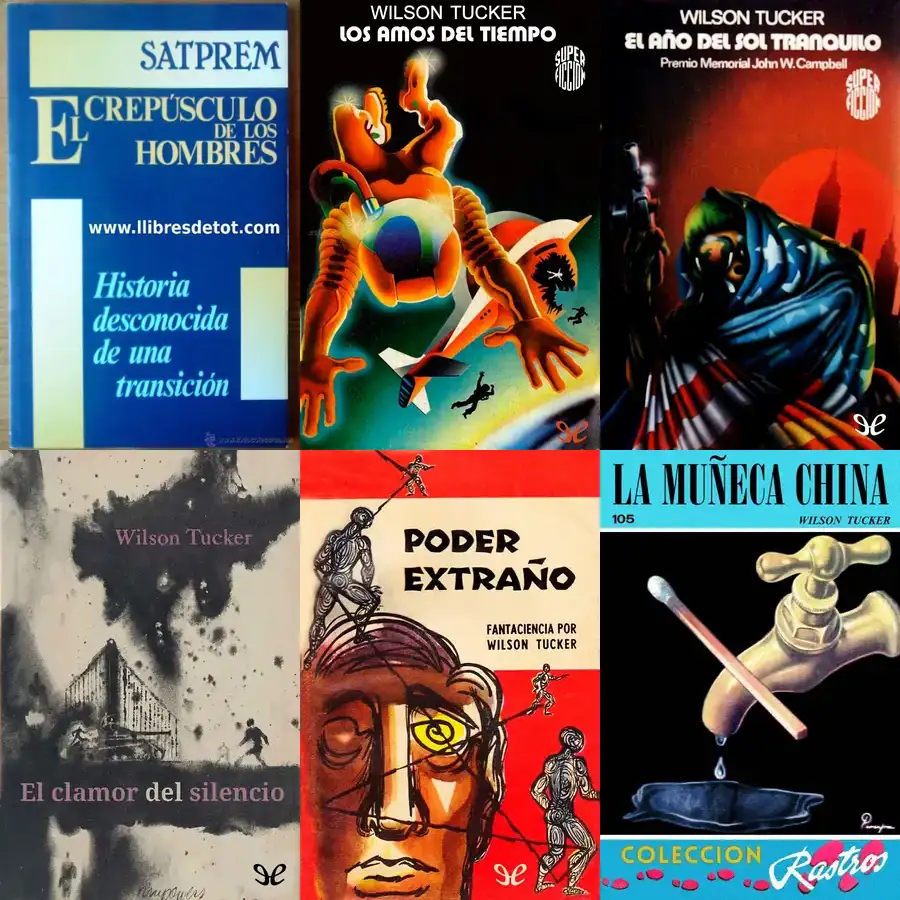 SATPREM
EL CREPÚSCULO
DE LOS
HOMBRES
www.llibresdetot.com
Historia
desconocida
de una
transición
WILSON TUCKER
LOS AMOS DEL TIEMPO
SUPER
FICCION
WILSON TUCKER
EL AÑO DEL SOL TRANQUILO
Premio Memorial John W. Campbell
SUPER
FICCION
Wilson Tucker
El clamor del silencio
PODER
EXTRAÑO
FANTACIENCIA POR
WILSON TUCKER
LA MUÑECA CHINA
105
WILSON TUCKER
COLECCION
Rastros